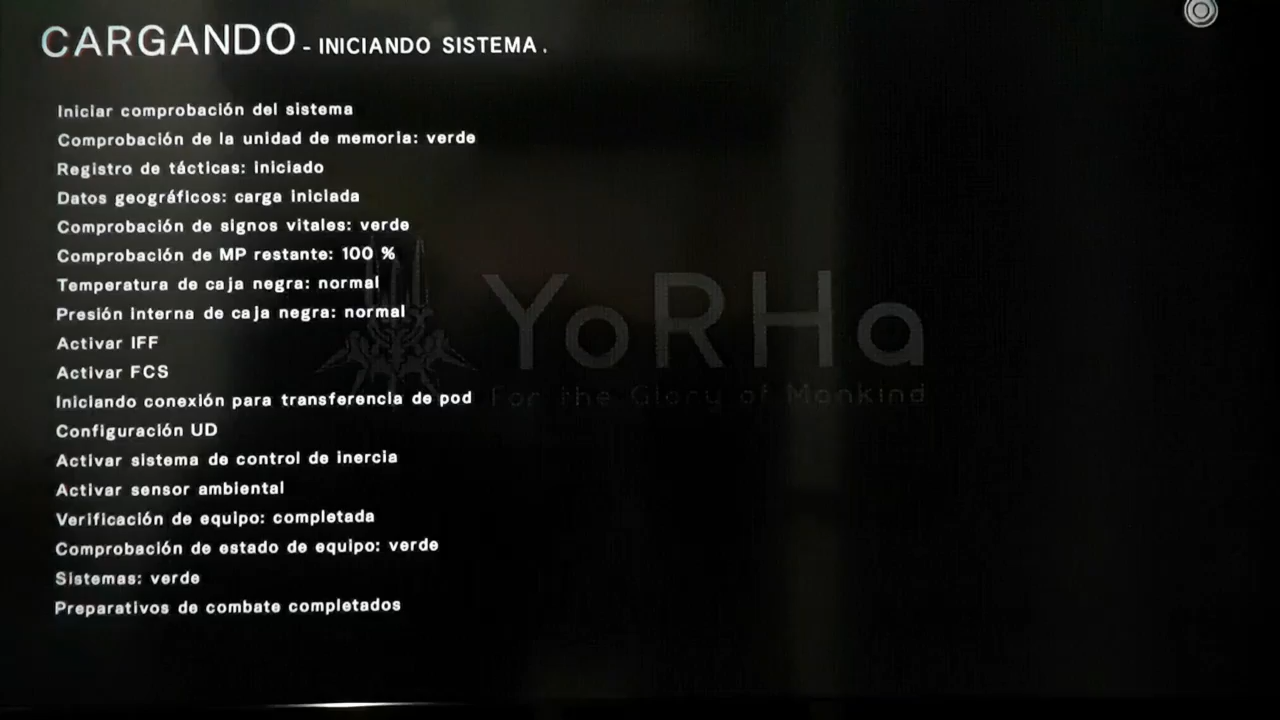 CARGANDO - INICIANDO SISTEMA.
Iniciar comprobación del sistema
Comprobación de la unidad de memoria: verde
Registro de tácticas: iniciado
Datos geográficos: carga iniciada
Comprobación de signos vitales: verde
Comprobación de MP restante: 100 %
Temperatura de caja negra: normal
Presión interna de caja negra: normal
Activar IFF
Activar FCS
Iniciando conexión para transferencia de pod
Configuración UD
Activar sistema de control de inercia
Activar sensor ambiental
Verificación de equipo: completada
Comprobación de estado de equipo: verde
Sistemas: verde
Preparativos de combate completados
YoRHa
For the Glory of Mankind